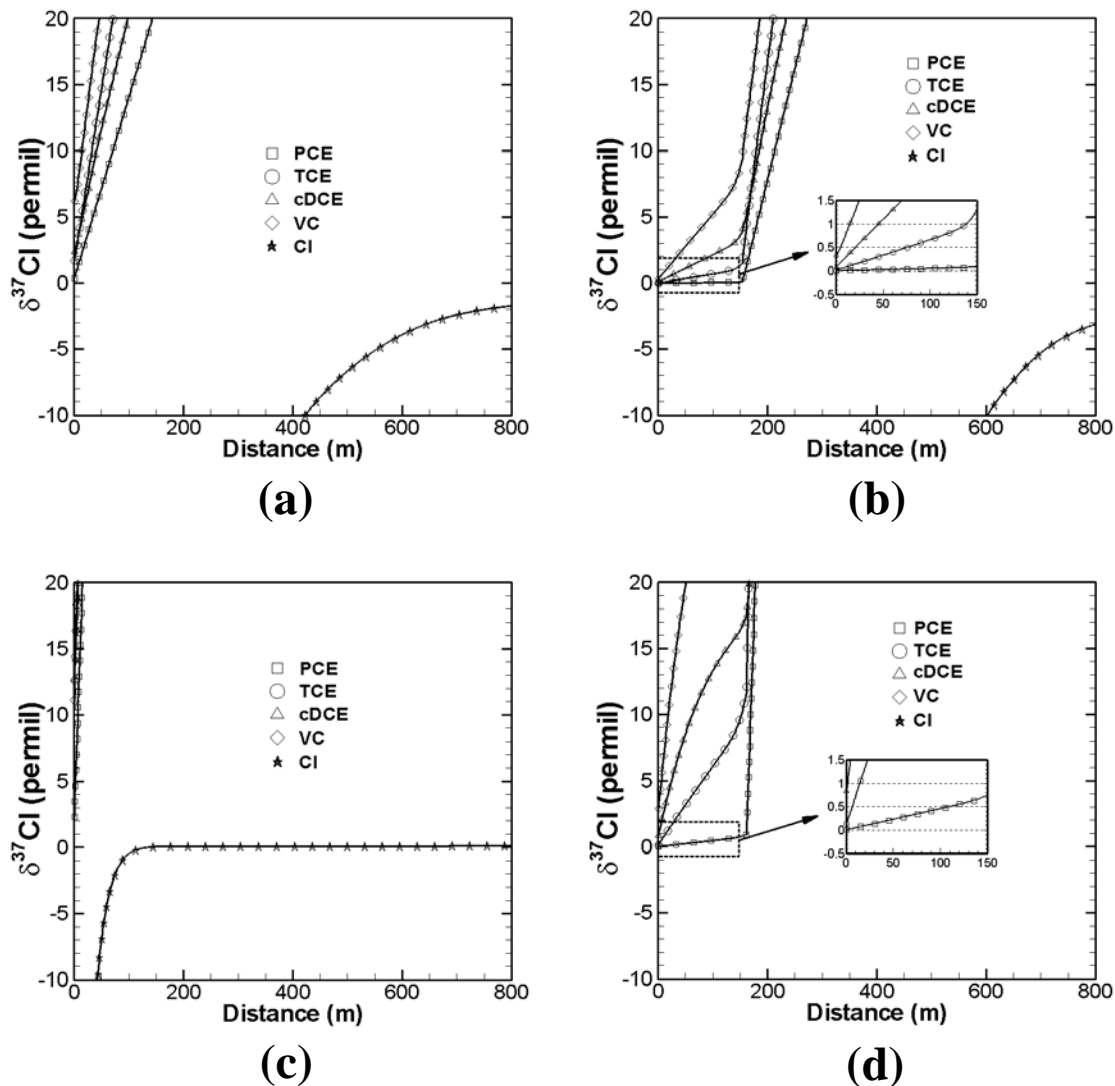 δ37Cl (permil)
20
15
10
5
0
-5
-10
PCE
TCE
cDCE
VC
Cl
0 200 400 600 800
Distance (m)
(a)
δ37Cl (permil)
20
15
10
5
0
-5
-10
PCE
TCE
cDCE
VC
Cl
1.5
1
0.5
0
-0.5
0 50 100 150
0 200 400 600 800
Distance (m)
(b)
δ37Cl (permil)
20
15
10
5
0
-5
-10
PCE
TCE
cDCE
VC
Cl
0 200 400 600 800
Distance (m)
(c)
δ37Cl (permil)
20
15
10
5
0
-5
-10
PCE
TCE
cDCE
VC
Cl
1.5
1
0.5
0
-0.5
0 50 100 150
0 200 400 600 800
Distance (m)
(d)